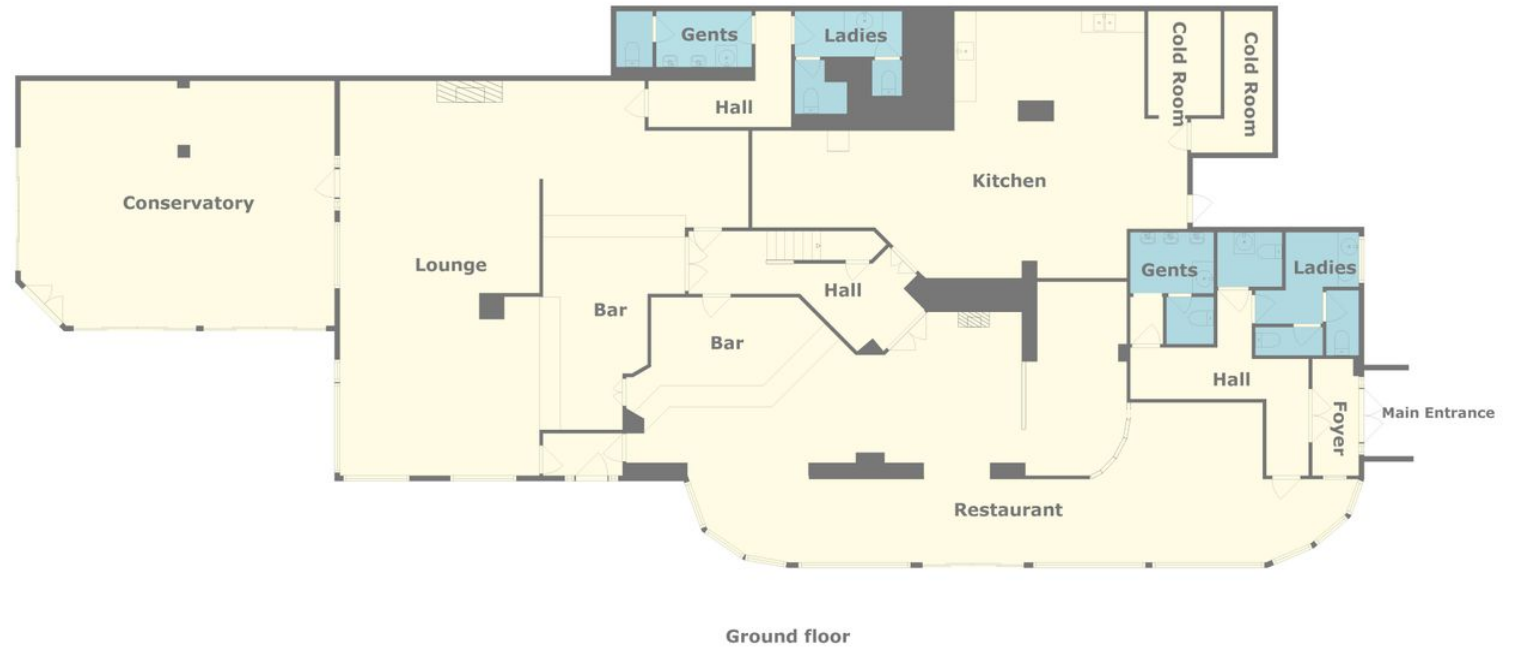 Gents
Ladies
Cold Room
Cold Room
Hall
Kitchen
Conservatory
Lounge
Hall
Gents
Ladies
Bar
Bar
Hall
Foyer
Main Entrance
Restaurant
Ground floor